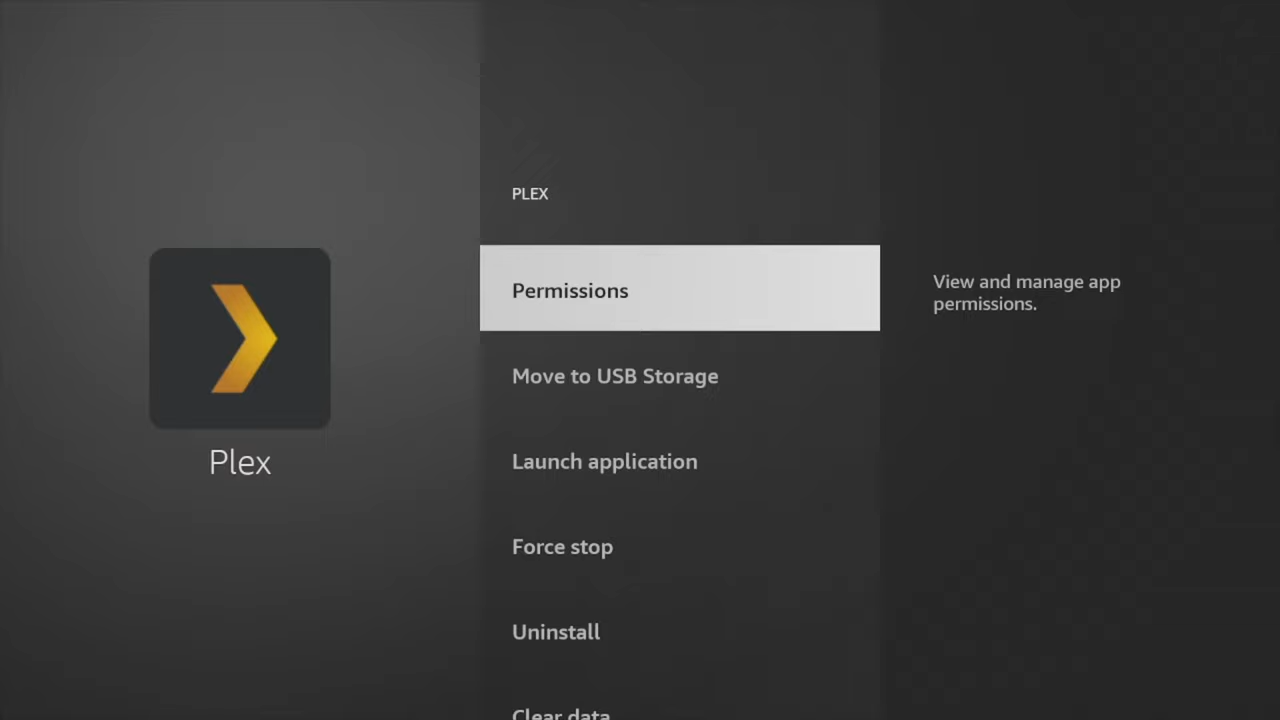 PLEX
Permissions
View and manage app
permissions.
Move to USB Storage
Launch application
Plex
Force stop
Uninstall
Clear data